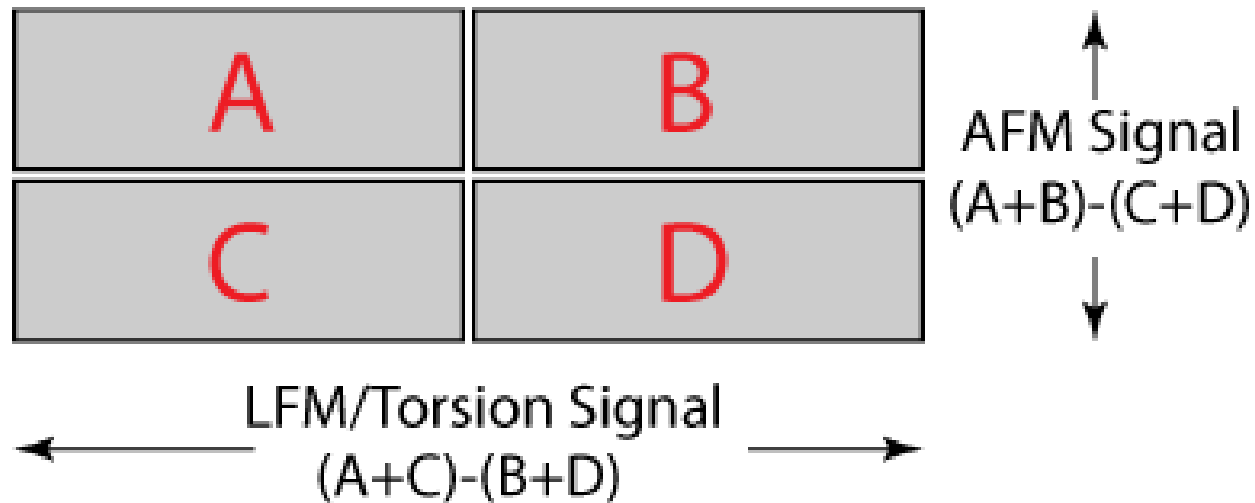 A B
C D
AFM Signal
(A+B)-(C+D)
LFM/Torsion Signal
(A+C)-(B+D)